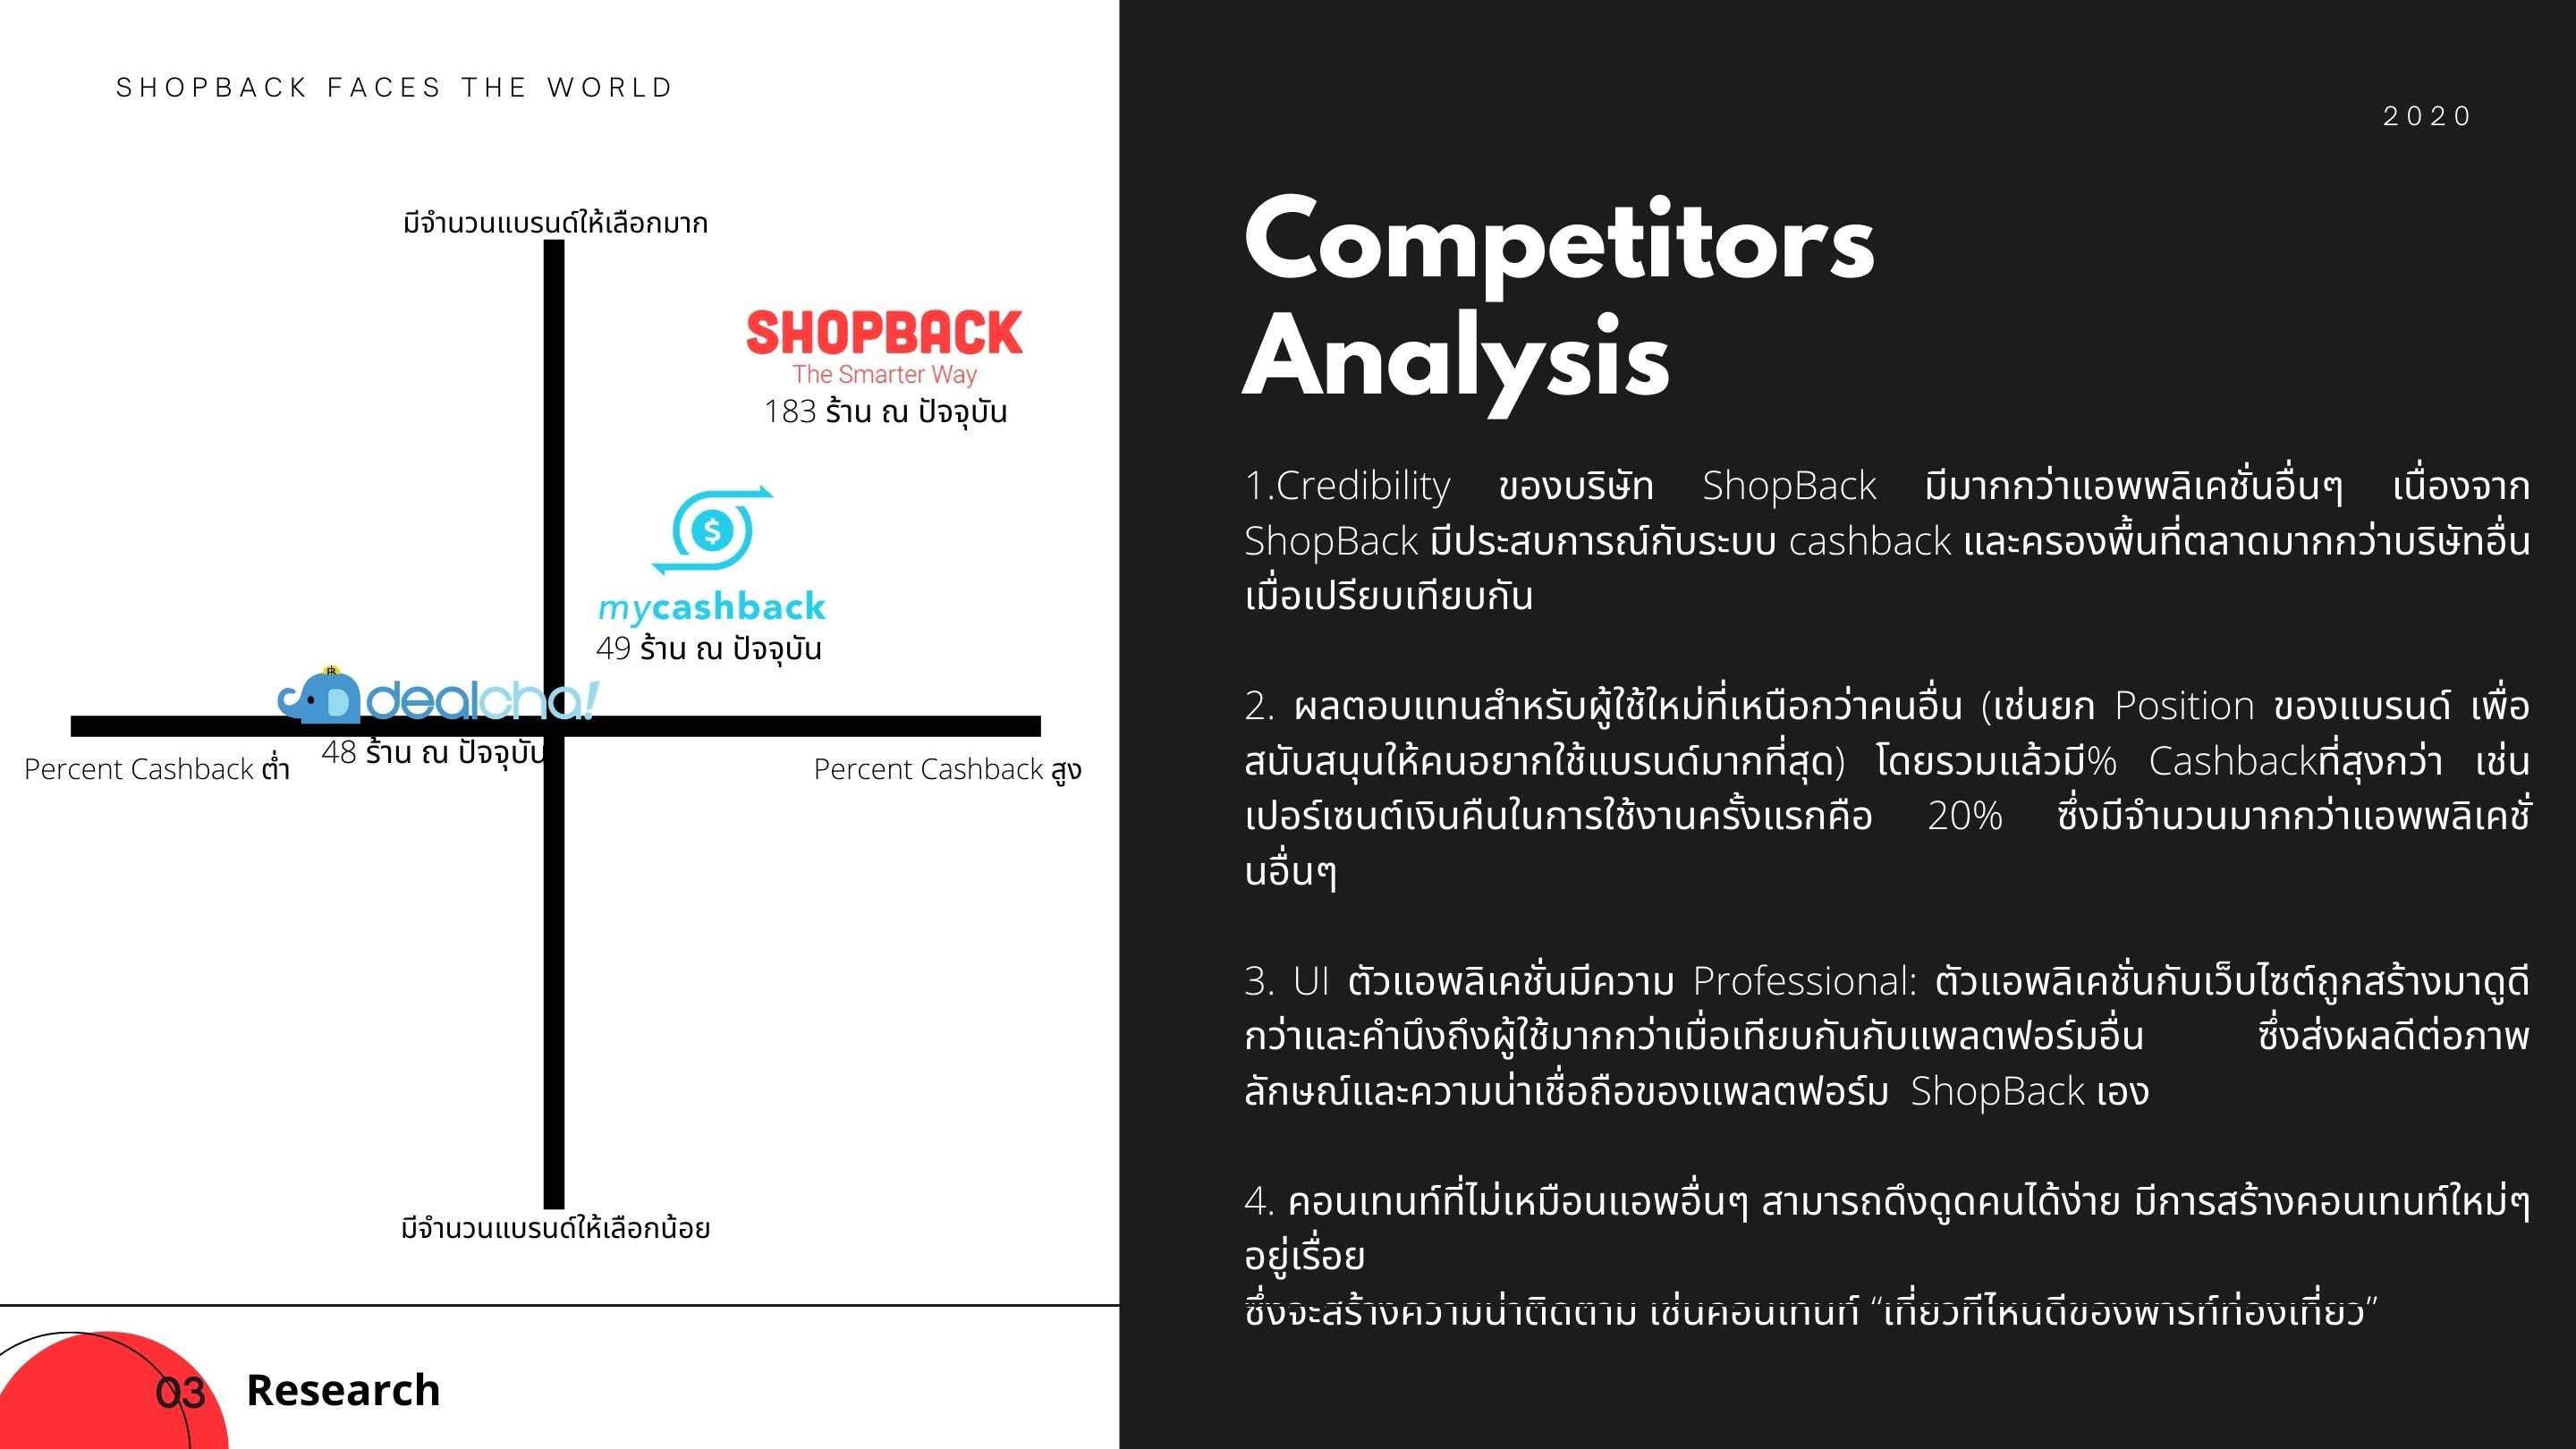 SHOPBACK FACES THE WORLD
2020
มีจำนวนแบรนด์ให้เลือกมาก
SHOPBACK
The Smarter Way
183 ร้าน ณ ปัจจุบัน
$
mycashback
49 ร้าน ณ ปัจจุบัน
dealcha!
48 ร้าน ณ ปัจจุบัน
Percent Cashback ต่ำ
Percent Cashback สูง
มีจำนวนแบรนด์ให้เลือกน้อย
03 Research
Competitors
Analysis
1.Credibility ของบริษัท ShopBack มีมากกว่าแอพพลิเคชั่นอื่นๆ เนื่องจาก
ShopBack มีประสบการณ์กับระบบ cashback และครองพื้นที่ตลาดมากกว่าบริษัทอื่น
เมื่อเปรียบเทียบกัน
2. ผลตอบแทนสำหรับผู้ใช้ใหม่ที่เหนือกว่าคนอื่น (เช่นยก Position ของแบรนด์ เพื่อ
สนับสนุนให้คนอยากใช้แบรนด์มากที่สุด) โดยรวมแล้วมี% Cashbackที่สุงกว่า เช่น
เปอร์เซนต์เงินคืนในการใช้งานครั้งแรกคือ 20% ซึ่งมีจำนวนมากกว่าแอพพลิเคชั่
นอื่นๆ
3. UI ตัวแอพลิเคชั่นมีความ Professional: ตัวแอพลิเคชั่นกับเว็บไซต์ถูกสร้างมาดูดี
กว่าและคำนึงถึงผู้ใช้มากกว่าเมื่อเทียบกันกับแพลตฟอร์มอื่น ซึ่งส่งผลดีต่อภาพ
ลักษณ์และความน่าเชื่อถือของแพลตฟอร์ม ShopBack เอง
4. คอนเทนท์ที่ไม่เหมือนแอพอื่นๆ สามารถดึงดูดคนได้ง่าย มีการสร้างคอนเทนท์ใหม่ๆ
อยู่เรื่อย
ซึ่งจะสร้างความน่าติดตาม เช่นคอนเทนท์ “เที่ยวทีไหนดีของพาร์ทท่องเที่ยว”